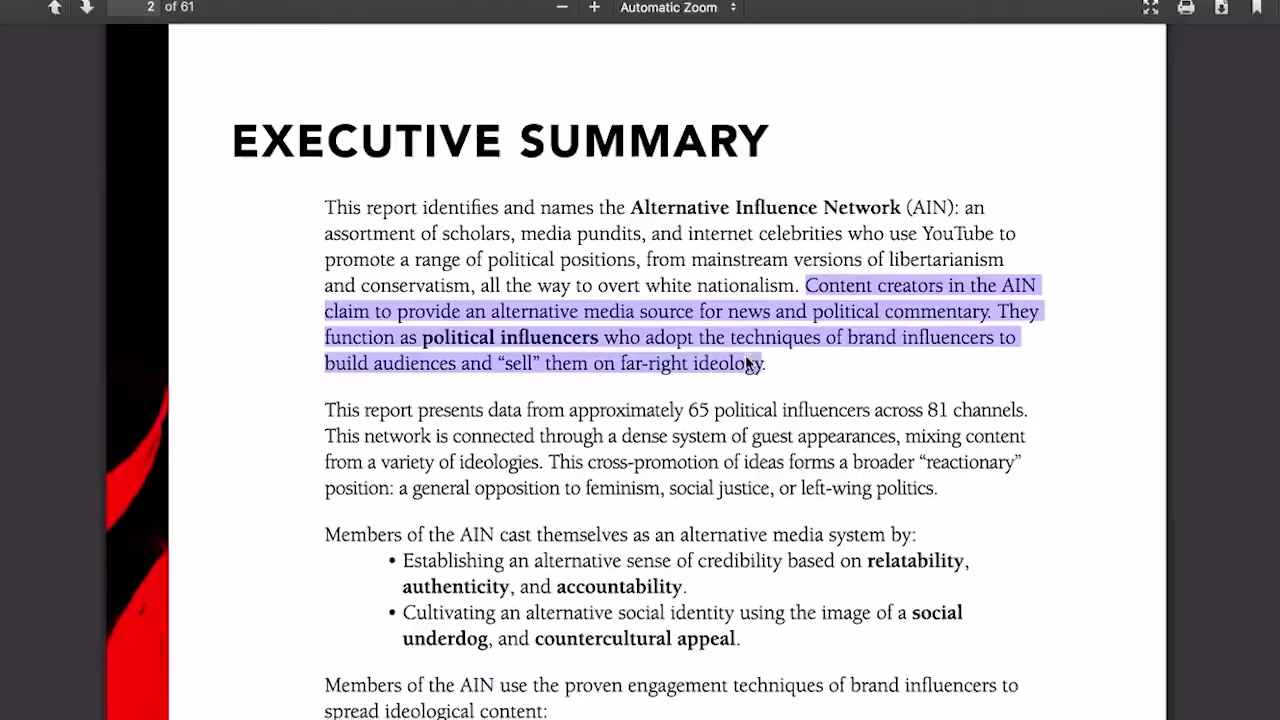 2 of 61
Automatic Zoom
EXECUTIVE SUMMARY
This report identifies and names the Alternative Influence Network (AIN): an
assortment of scholars, media pundits, and internet celebrities who use YouTube to
promote a range of political positions, from mainstream versions of libertarianism
and conservatism, all the way to overt white nationalism. Content creators in the AIN
claim to provide an alternative media source for news and political commentary. They
function as political influencers who adopt the techniques of brand influencers to
build audiences and “sell” them on far-right ideology.
This report presents data from approximately 65 political influencers across 81 channels.
This network is connected through a dense system of guest appearances, mixing content
from a variety of ideologies. This cross-promotion of ideas forms a broader “reactionary”
position: a general opposition to feminism, social justice, or left-wing politics.
Members of the AIN cast themselves as an alternative media system by:
• Establishing an alternative sense of credibility based on relatability,
authenticity, and accountability.
• Cultivating an alternative social identity using the image of a social
underdog, and countercultural appeal.
Members of the AIN use the proven engagement techniques of brand influencers to
spread ideological content: